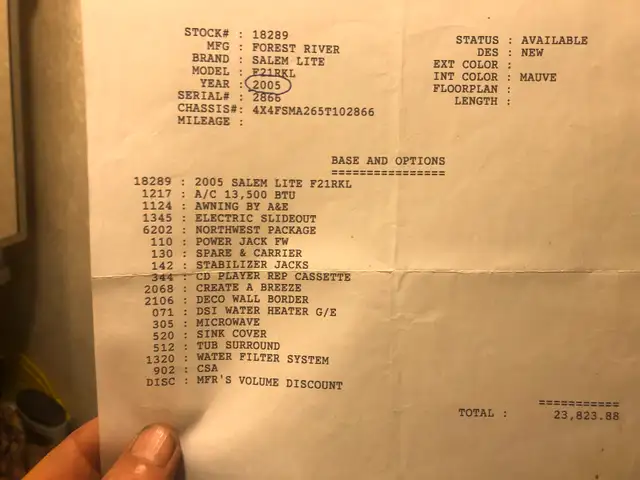 STOCK# : 18289
MFG : FOREST RIVER
BRAND : SALEM LITE
MODEL : F21RKL
YEAR : 2005
SERIAL# : 2866
CHASSIS#: 4X4FSMA265T102866
MILEAGE :
STATUS : AVAILABLE
DES : NEW
EXT COLOR :
INT COLOR : MAUVE
FLOORPLAN :
LENGTH :
BASE AND OPTIONS
================
18289 : 2005 SALEM LITE F21RKL
1217 : A/C 13,500 BTU
1124 : AWNING BY A&E
1345 : ELECTRIC SLIDEOUT
6202 : NORTHWEST PACKAGE
110 : POWER JACK FW
130 : SPARE & CARRIER
142 : STABILIZER JACKS
344 : CD PLAYER REP CASSETTE
2068 : CREATE A BREEZE
2106 : DECO WALL BORDER
071 : DSI WATER HEATER G/E
305 : MICROWAVE
520 : SINK COVER
512 : TUB SURROUND
1320 : WATER FILTER SYSTEM
902 : CSA
DISC : MFR'S VOLUME DISCOUNT
===========
TOTAL : 23,823.88